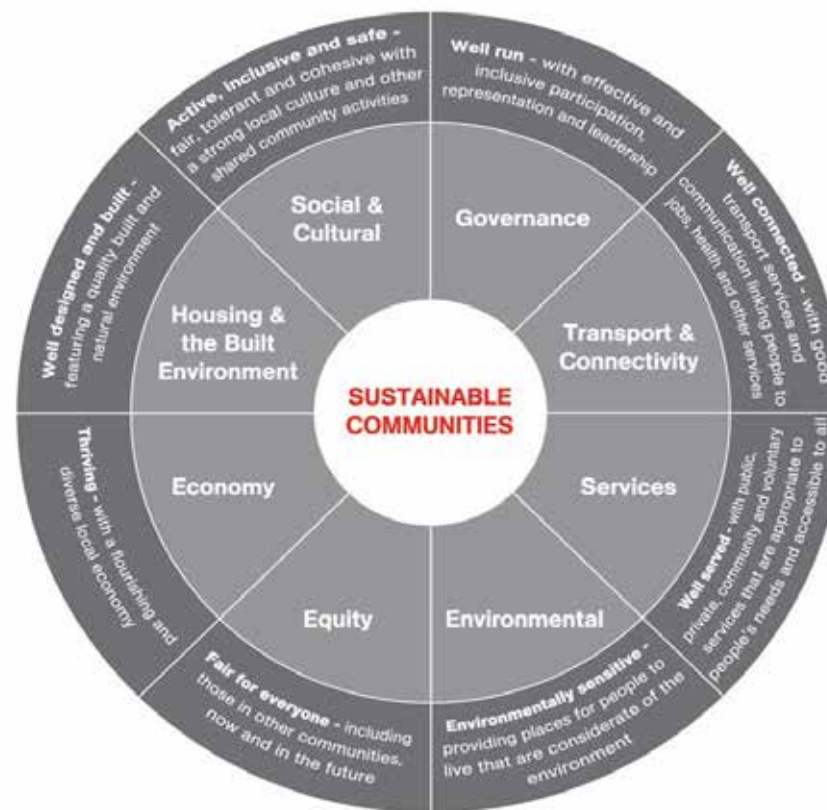 SUSTAINABLE
COMMUNITIES
Social &
Cultural
Active, inclusive and safe -
fair, tolerant and cohesive with
a strong local culture and other
shared community activities
Governance
Well run - with effective and
inclusive participation,
representation and leadership
Transport &
Connectivity
Well connected - with good
transport services and
communication linking people to
jobs, health and other services
Services
Well served - with public,
private, community and voluntary
services that are appropriate to
people's needs and accessible to all
Environmental
Environmentally sensitive -
providing places for people to
live that are considerate of the
environment
Equity
Fair for everyone - including
those in other communities,
now and in the future
Economy
Thriving - with a flourishing and
diverse local economy
Housing &
the Built
Environment
Well designed and built -
featuring a quality built and
natural environment